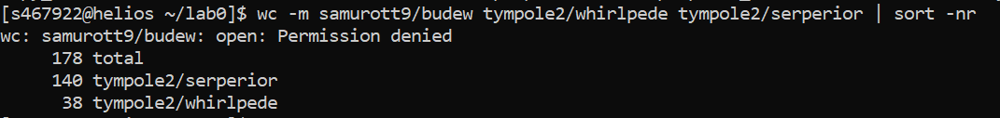 [s467922@helios ~/lab0]$ wc -m samurott9/budew tympole2/whirlpede tympole2/serperior | sort -nr
wc: samurott9/budew: open: Permission denied
     178 total
     140 tympole2/serperior
      38 tympole2/whirlpede